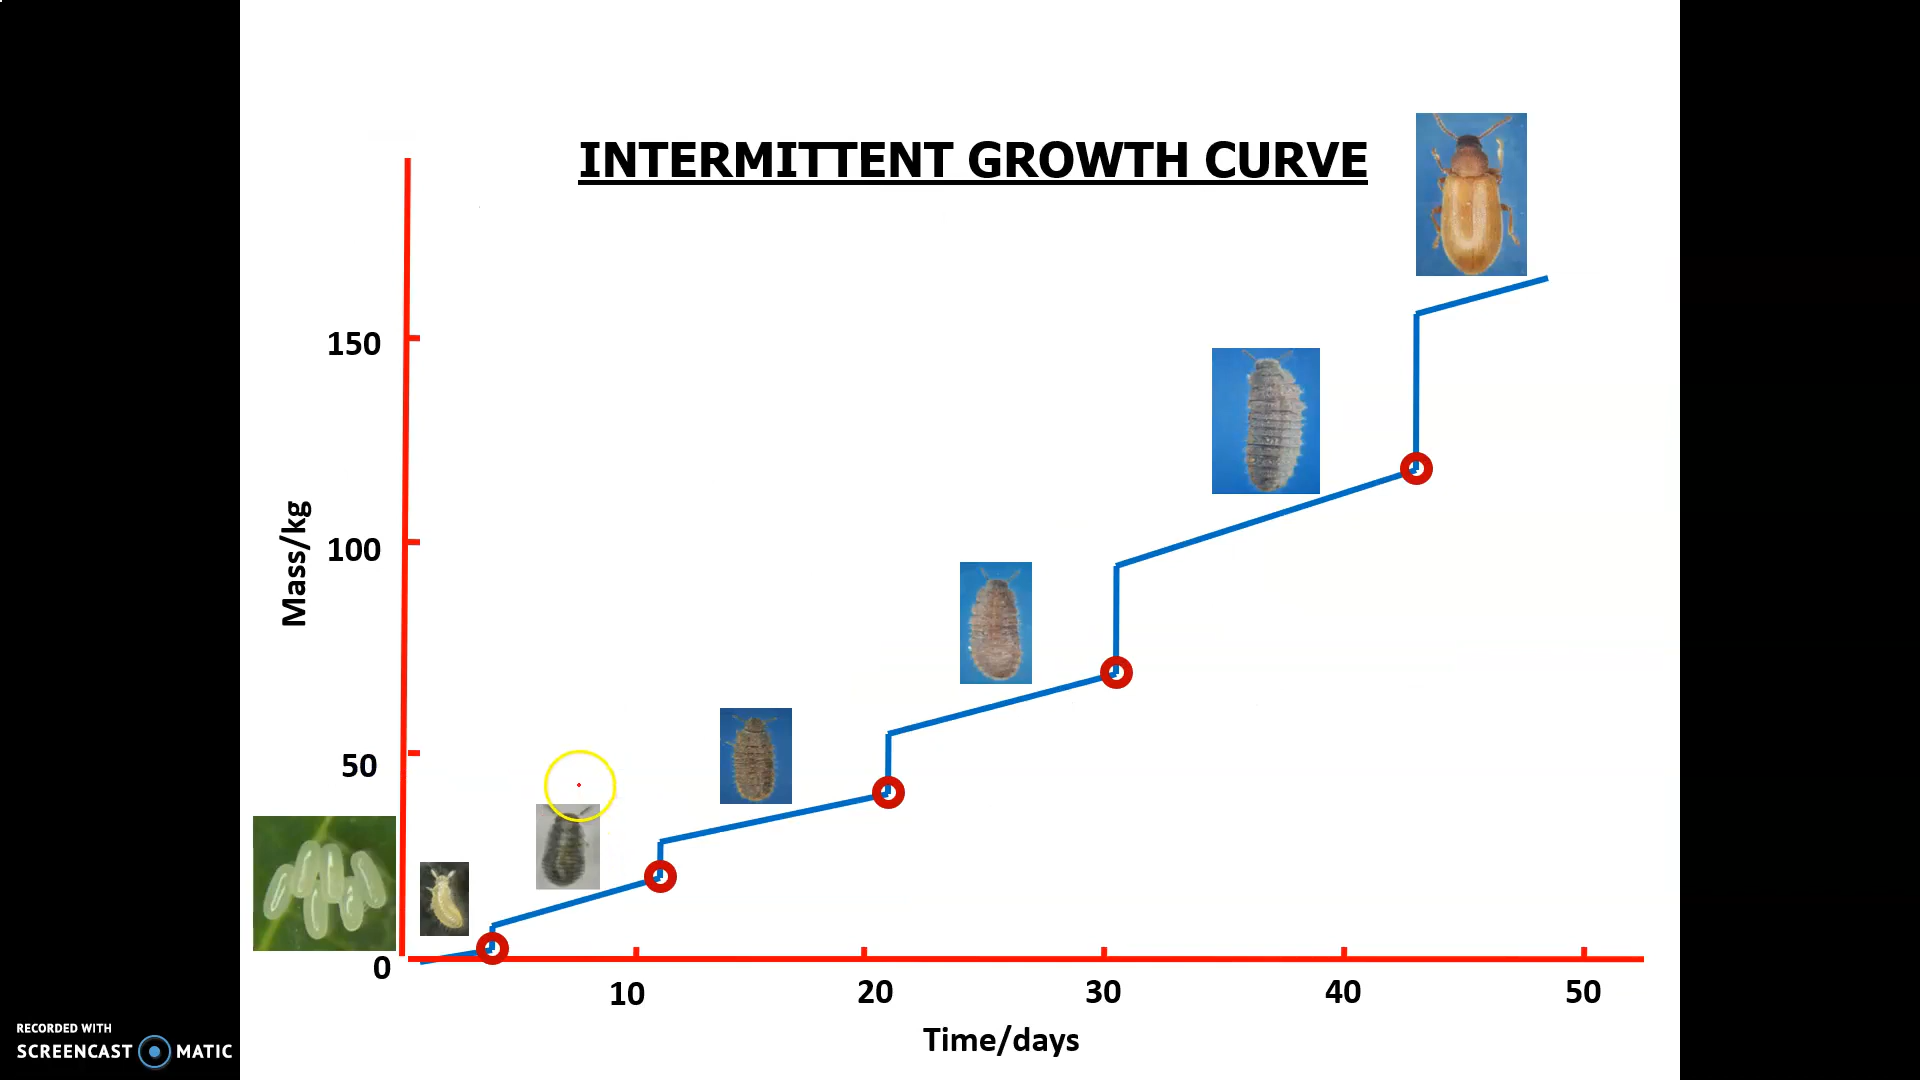 INTERMITTENT GROWTH CURVE
150
100
50
0
Mass/kg
10 20 30 40 50
Time/days
RECORDED WITH
SCREENCAST MATIC